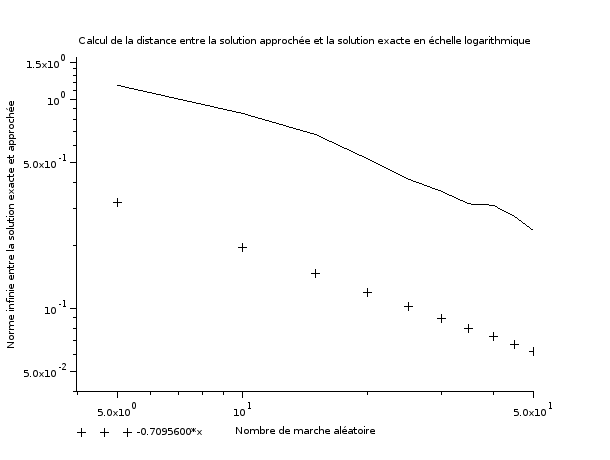 Calcul de la distance entre la solution approchée et la solution exacte en échelle logarithmique
Norme infinie entre la solution exacte et approchée
1.5x10^0
10^0
5.0x10^-1
10^-1
5.0x10^-2
5.0x10^0
10^1
5.0x10^1
Nombre de marche aléatoire
-0.7095600*x